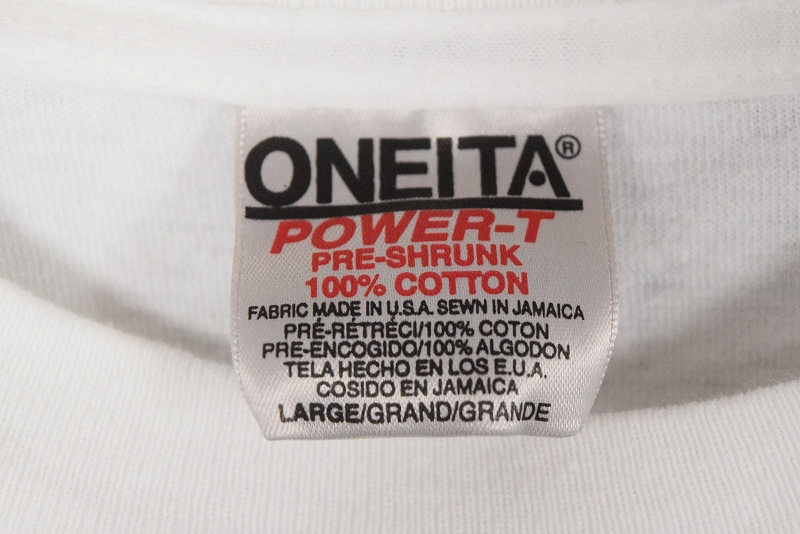 ONEITA®
POWER-T
PRE-SHRUNK
100% COTTON
FABRIC MADE IN U.S.A. SEWN IN JAMAICA
PRÉ-RÉTRÉCI/100% COTON
PRE-ENCOGIDO/100% ALGODON
TELA HECHO EN LOS E.U.A.
COSIDO EN JAMAICA
LARGE/GRAND/GRANDE